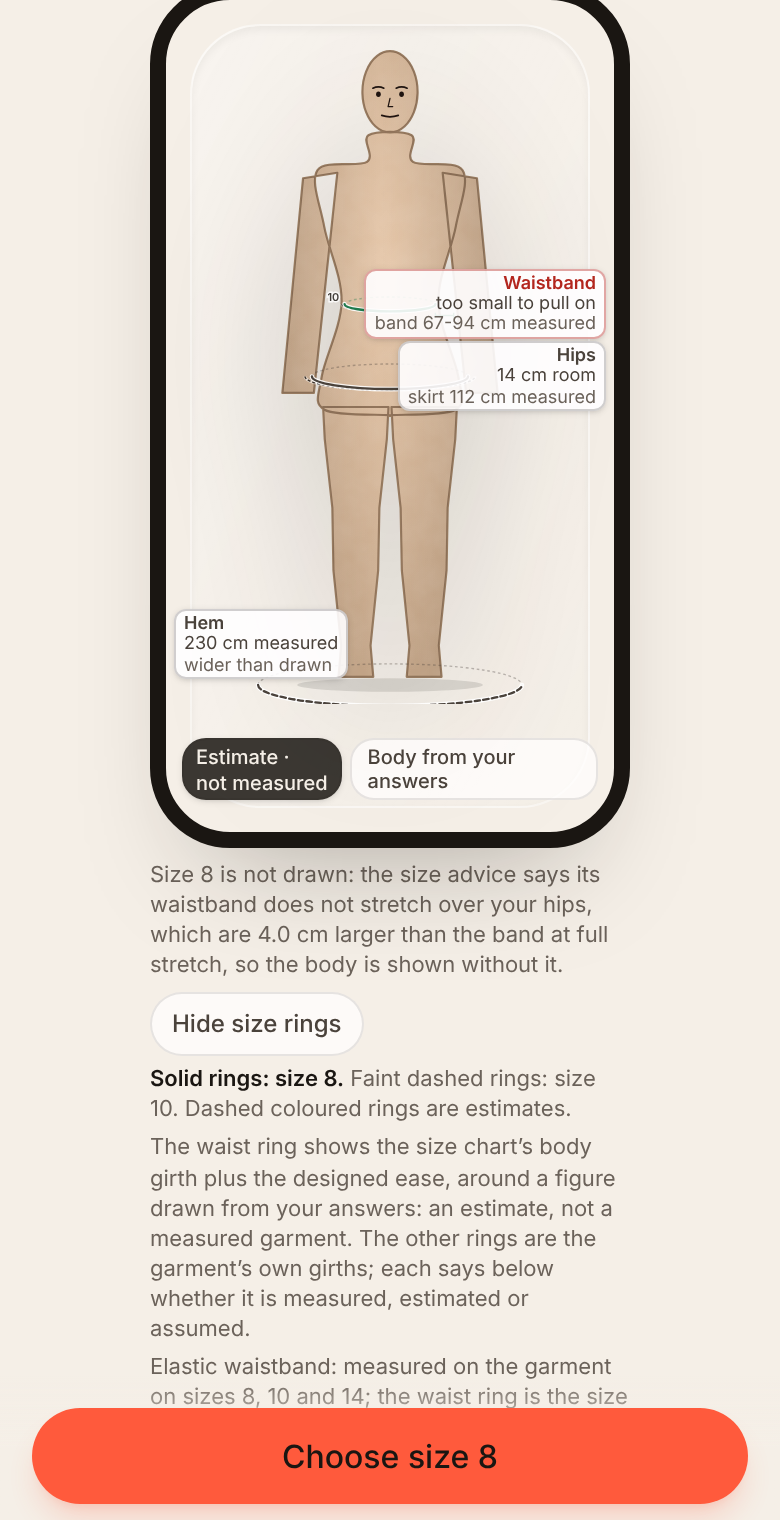 10
Waistband
too small to pull on
band 67-94 cm measured
Hips
14 cm room
skirt 112 cm measured
Hem
230 cm measured
wider than drawn
Estimate ·
not measured
Body from your
answers
Size 8 is not drawn: the size advice says its
waistband does not stretch over your hips,
which are 4.0 cm larger than the band at full
stretch, so the body is shown without it.
Hide size rings
Solid rings: size 8. Faint dashed rings: size
10. Dashed coloured rings are estimates.
The waist ring shows the size chart’s body
girth plus the designed ease, around a figure
drawn from your answers: an estimate, not a
measured garment. The other rings are the
garment’s own girths; each says below
whether it is measured, estimated or
assumed.
Elastic waistband: measured on the garment
on sizes 8, 10 and 14; the waist ring is the size
Choose size 8